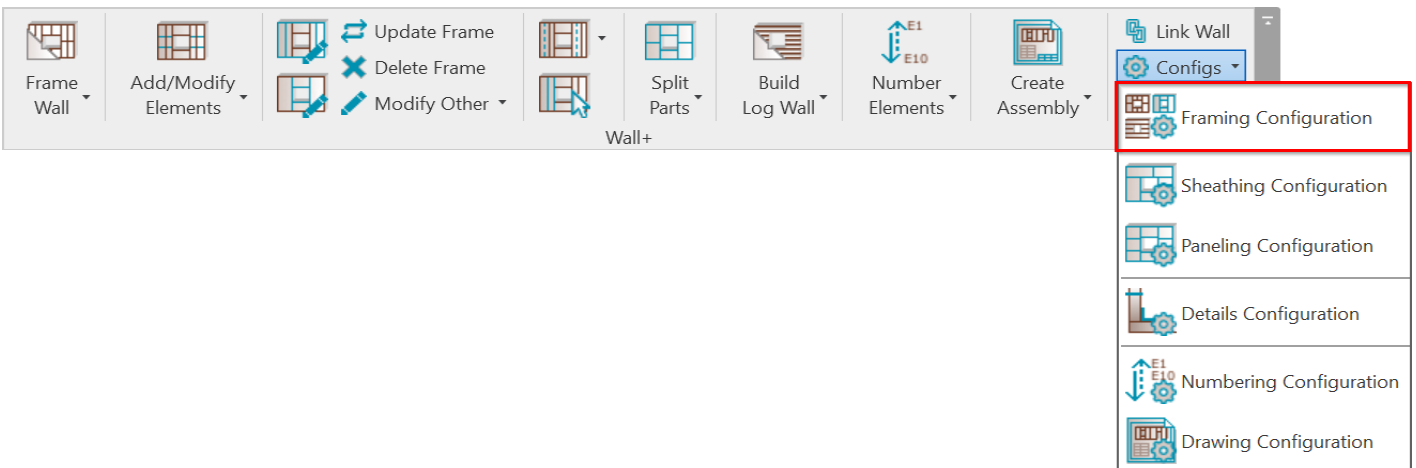 Frame
Wall
Add/Modify
Elements
Update Frame
Delete Frame
Modify Other
Split
Parts
Build
Log Wall
E1
E10
Number
Elements
Create
Assembly
Link Wall
Configs
Wall+
Framing Configuration
Sheathing Configuration
Paneling Configuration
Details Configuration
E1
E10
Numbering Configuration
Drawing Configuration